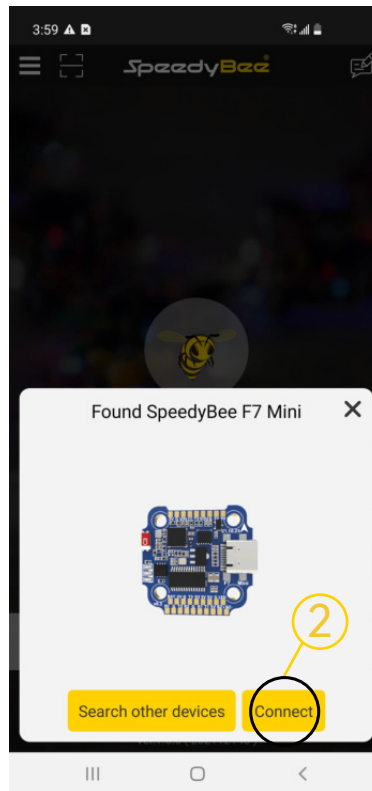 3:59
SpeedyBee
Found SpeedyBee F7 Mini
2
Search other devices
Connect